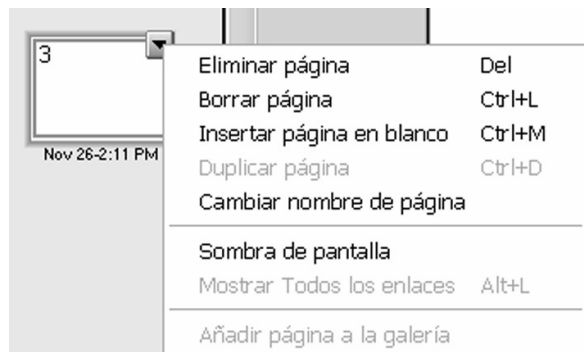 3
Nov 26-2:11 PM
Eliminar página Del
Borrar página Ctrl+L
Insertar página en blanco Ctrl+M
Duplicar página Ctrl+D
Cambiar nombre de página
Sombra de pantalla
Mostrar Todos los enlaces Alt+L
Añadir página a la galería